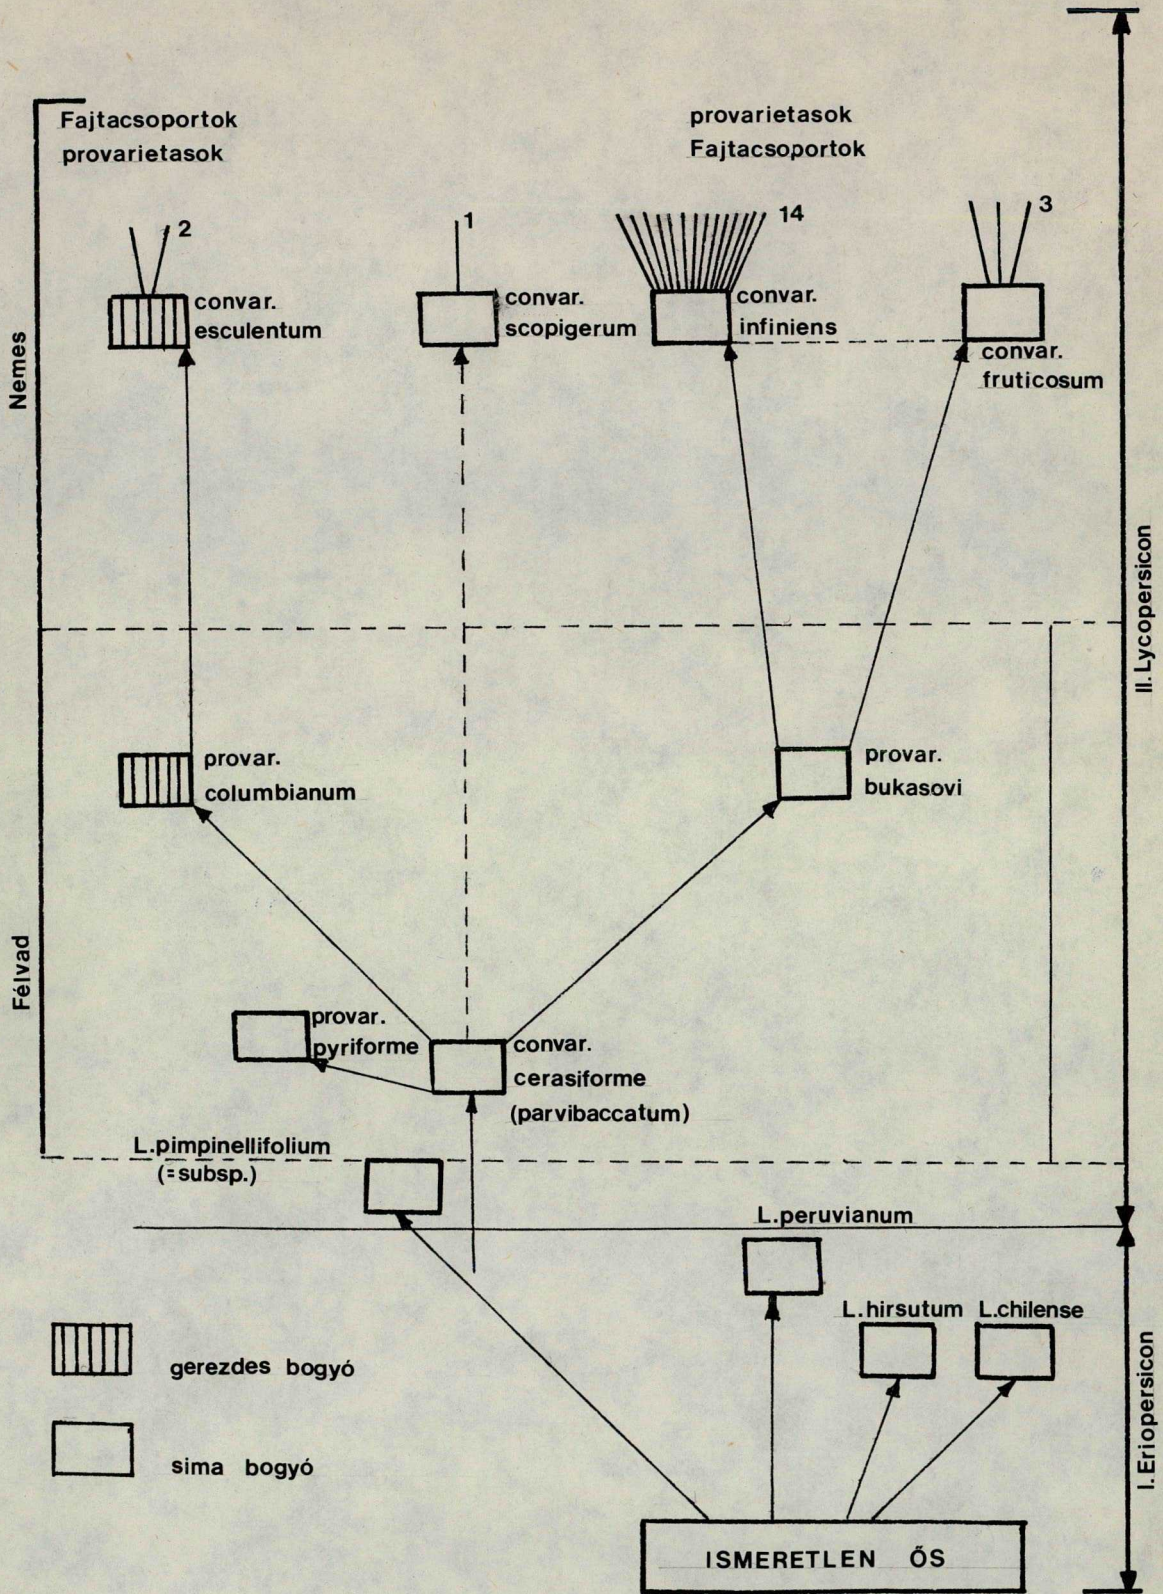 Fajtacsoportok
provarietasok
provarietasok
Fajtacsoportok
2
1
14
3
convar.
esculentum
convar.
scopigerum
convar.
infiniens
convar.
fruticosum
Nemes
II. Lycopersicon
provar.
columbianum
provar.
bukasovi
Félvad
provar.
pyriforme
convar.
cerasiforme
(parvibaccatum)
L.pimpinellifolium
(=subsp.)
L.peruvianum
L.hirsutum
L.chilense
gerezdes bogyó
sima bogyó
I. Eriopersicon
ISMERETLEN ŐS